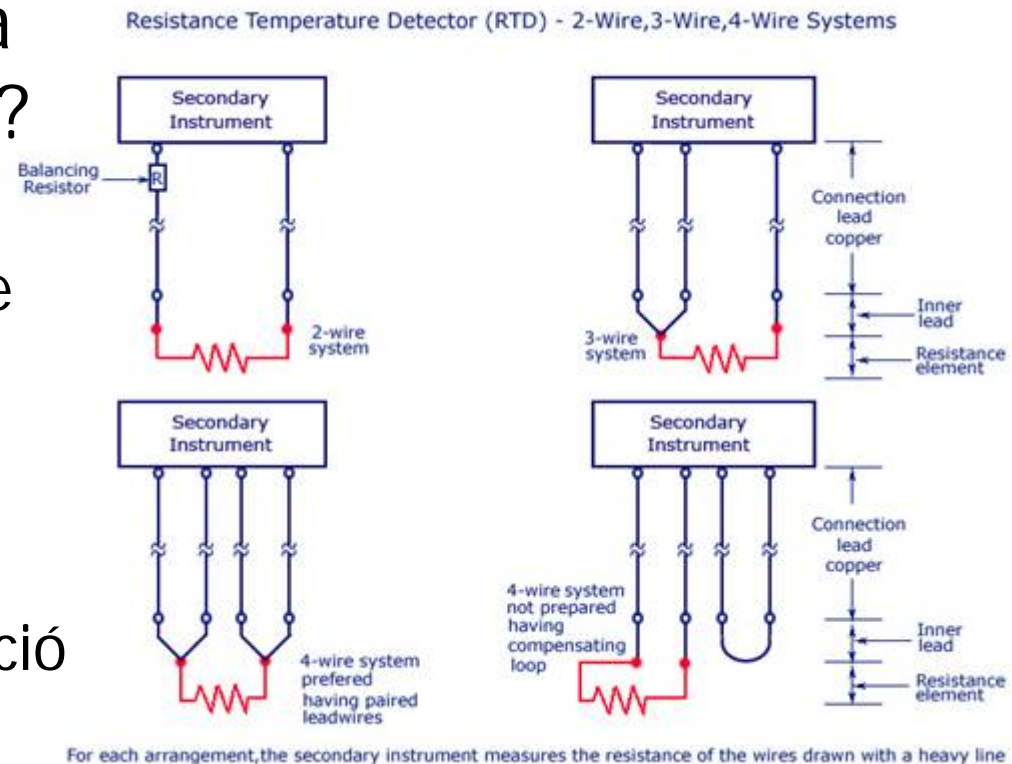 a
?
e
ció
Resistance Temperature Detector (RTD) - 2-Wire,3-Wire,4-Wire Systems
Secondary
Instrument
Balancing
Resistor
R
2-wire
system
Secondary
Instrument
3-wire
system
Connection
lead
copper
Inner
lead
Resistance
element
Secondary
Instrument
4-wire system
prefered
having paired
leadwires
Secondary
Instrument
4-wire system
not prepared
having
compensating
loop
Connection
lead
copper
Inner
lead
Resistance
element
For each arrangement,the secondary instrument measures the resistance of the wires drawn with a heavy line